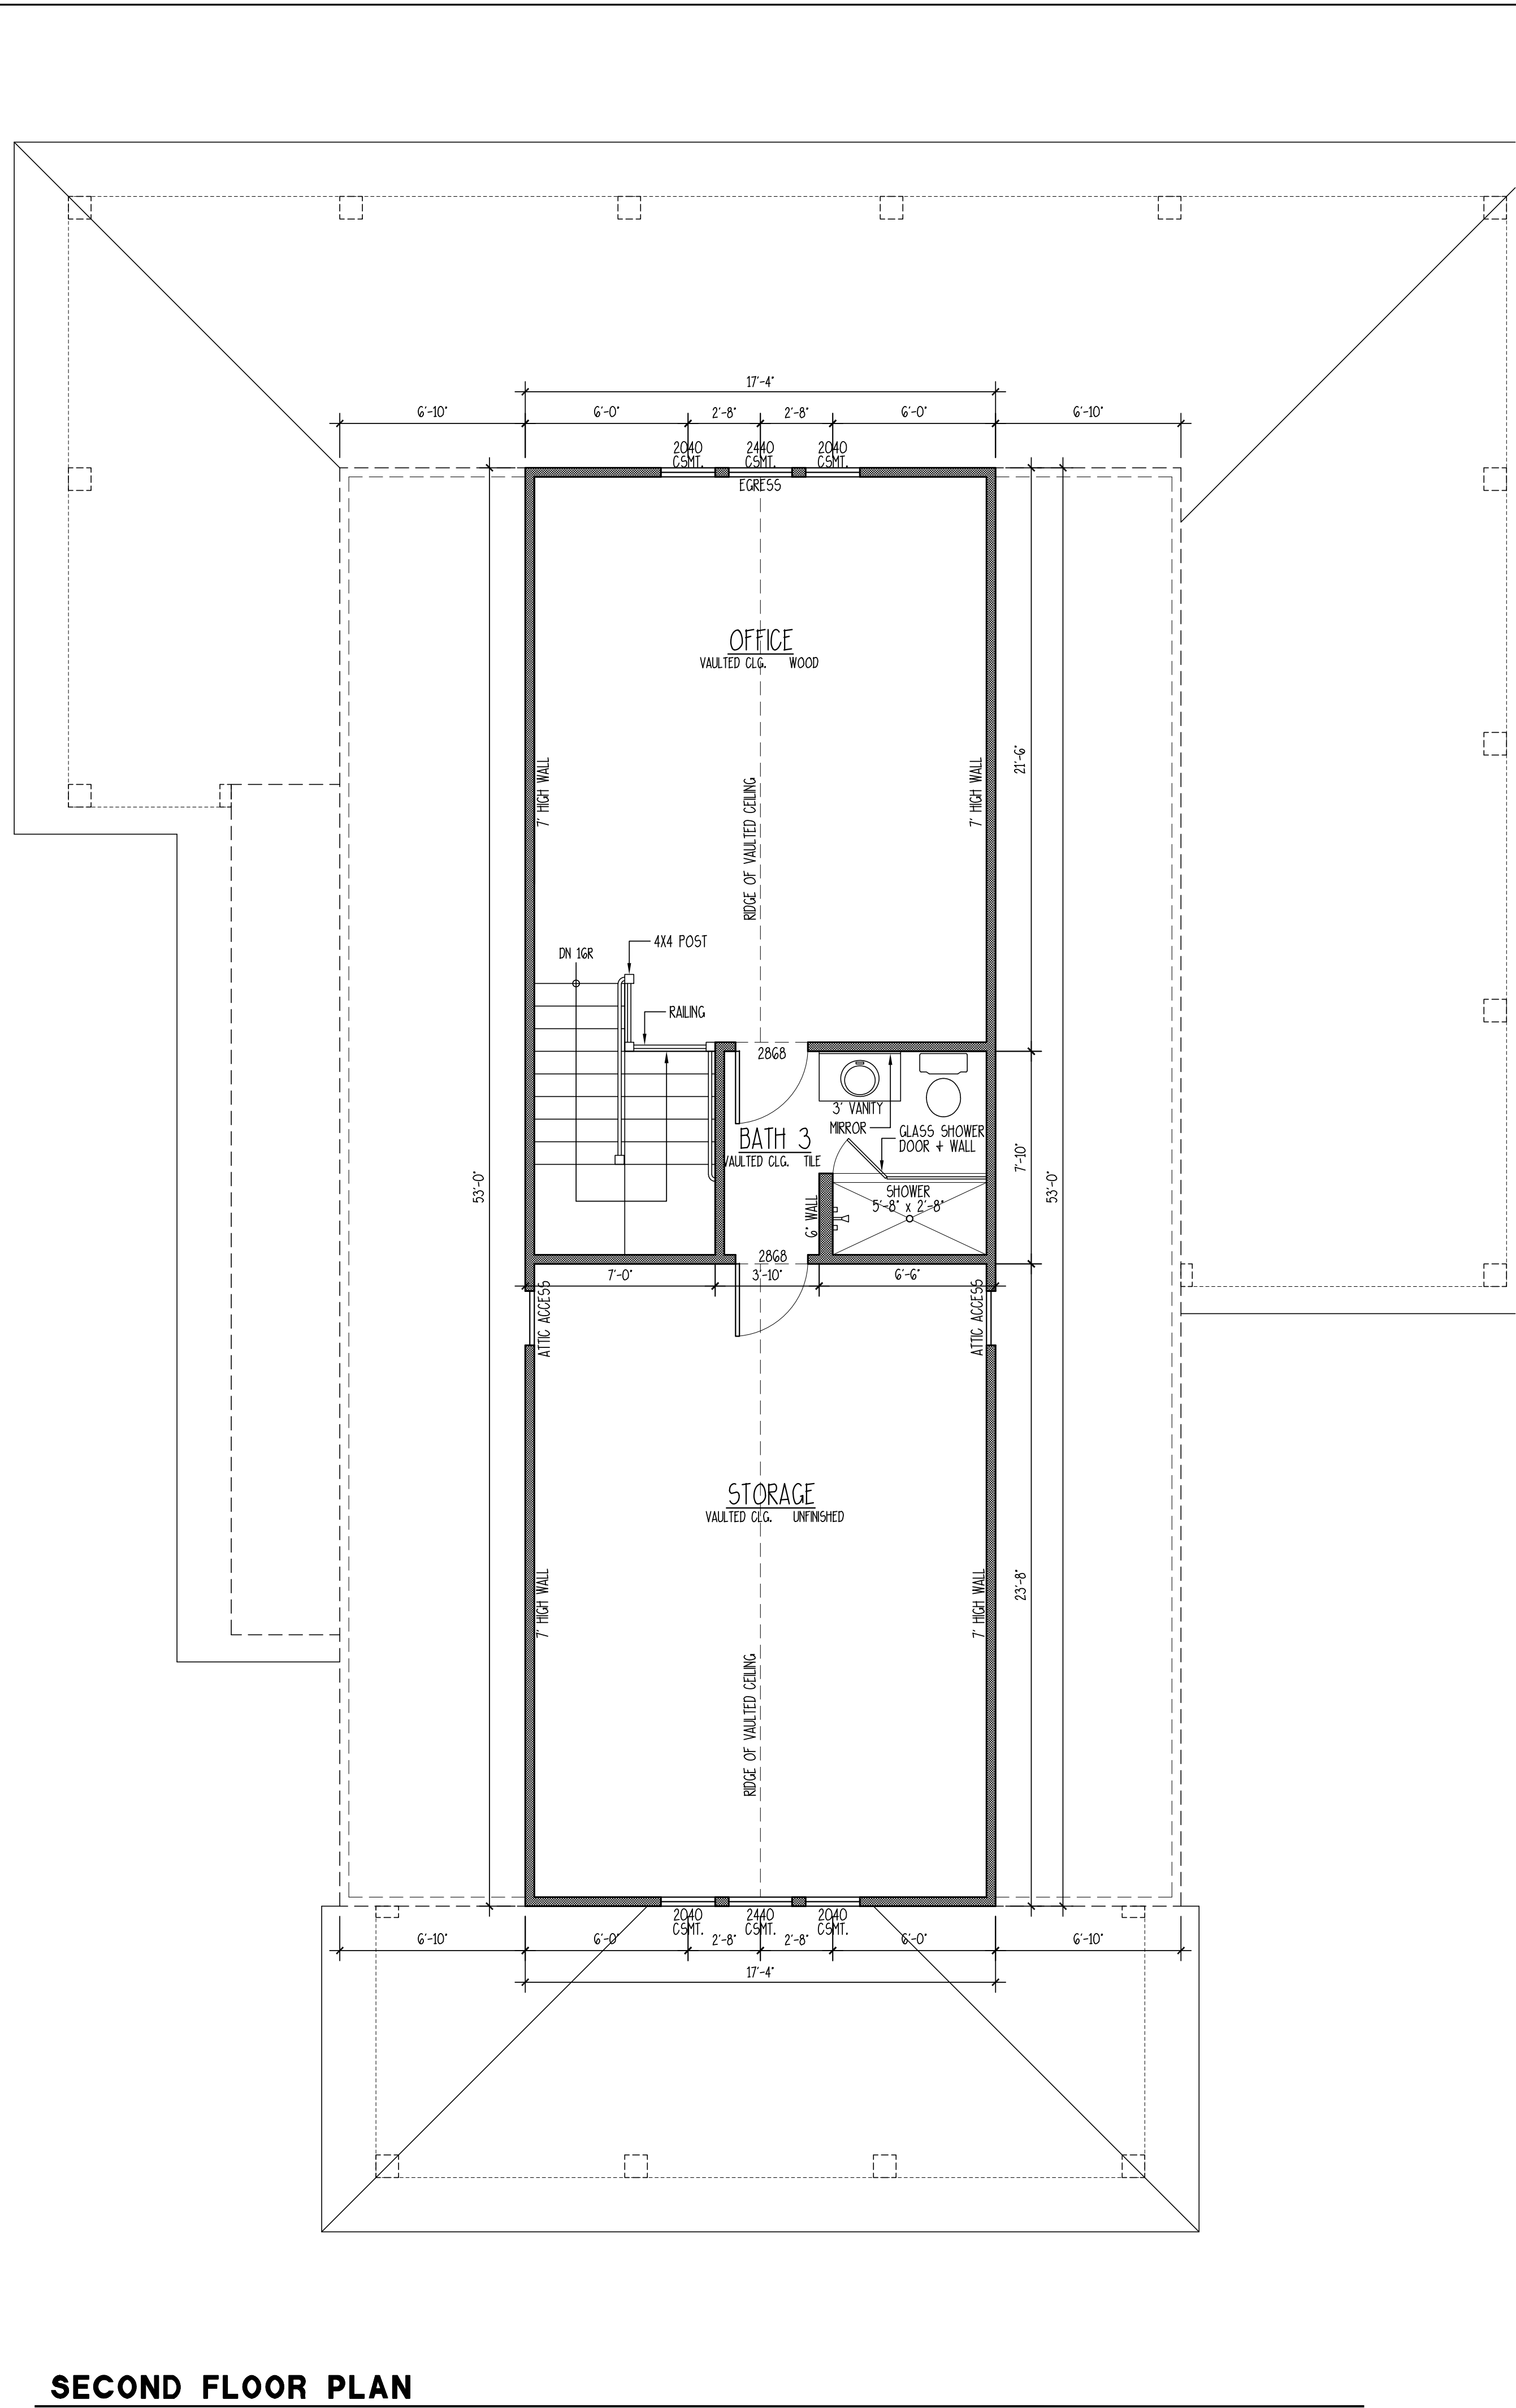 17'-4"
6'-10" 6'-0" 2'-8" 2'-8" 6'-0" 6'-10"
2040 2440 2040
CSMT. CSMT. CSMT.
EGRESS
OFFICE
VAULTED CLG. WOOD
7' HIGH WALL
RIDGE OF VAULTED CEILING
7' HIGH WALL
21'-6"
4X4 POST
DN 16R
RAILING
2868
3' VANITY
MIRROR
GLASS SHOWER
DOOR + WALL
BATH 3
VAULTED CLG. TILE
7'-10"
53'-0"
53'-0"
SHOWER
5'-8" x 2'-8"
6" WALL
2868
7'-0" 3'-10" 6'-6"
ATTIC ACCESS
ATTIC ACCESS
STORAGE
VAULTED CLG. UNFINISHED
7' HIGH WALL
7' HIGH WALL
23'-8"
RIDGE OF VAULTED CEILING
2040 2440 2040
CSMT. CSMT. CSMT.
6'-10" 6'-0" 2'-8" 2'-8" 6'-0" 6'-10"
17'-4"
SECOND FLOOR PLAN